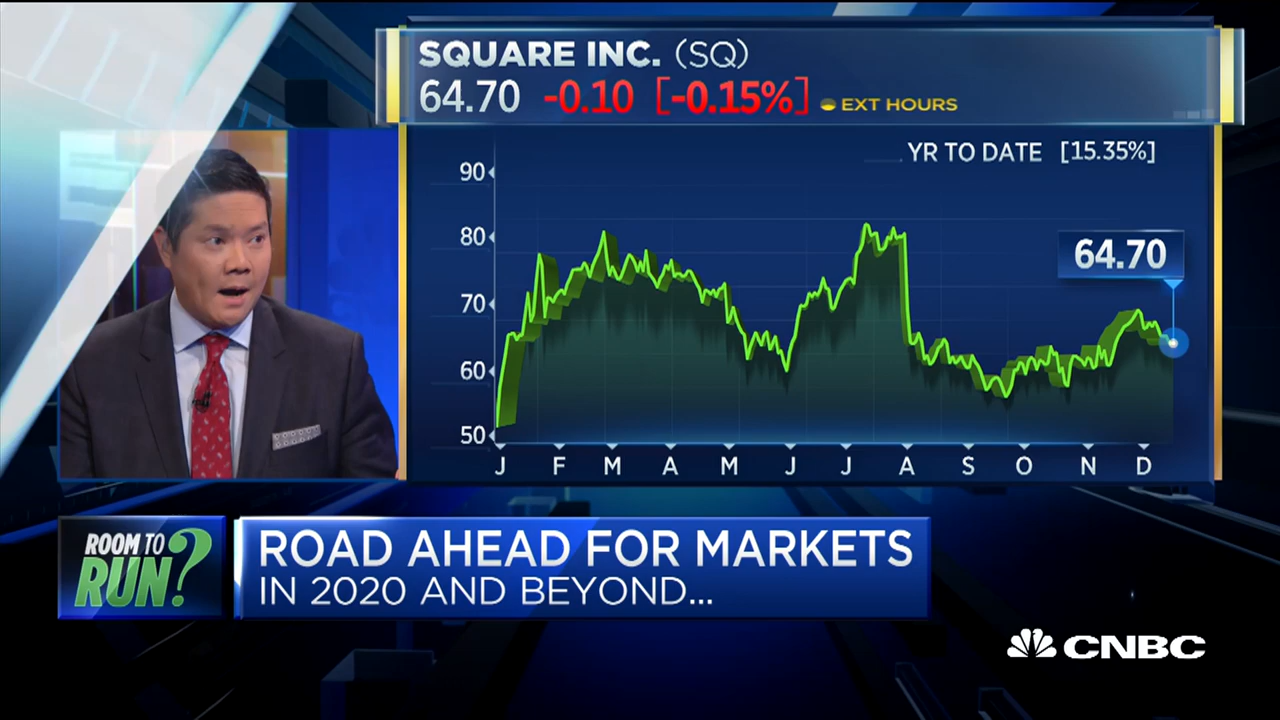 SQUARE INC. (SQ)
64.70 -0.10 [-0.15%] EXT HOURS
YR TO DATE [15.35%]
90
80
70
60
50
64.70
J F M A M J J A S O N D
ROOM TO
RUN?
ROAD AHEAD FOR MARKETS
IN 2020 AND BEYOND...
CNBC